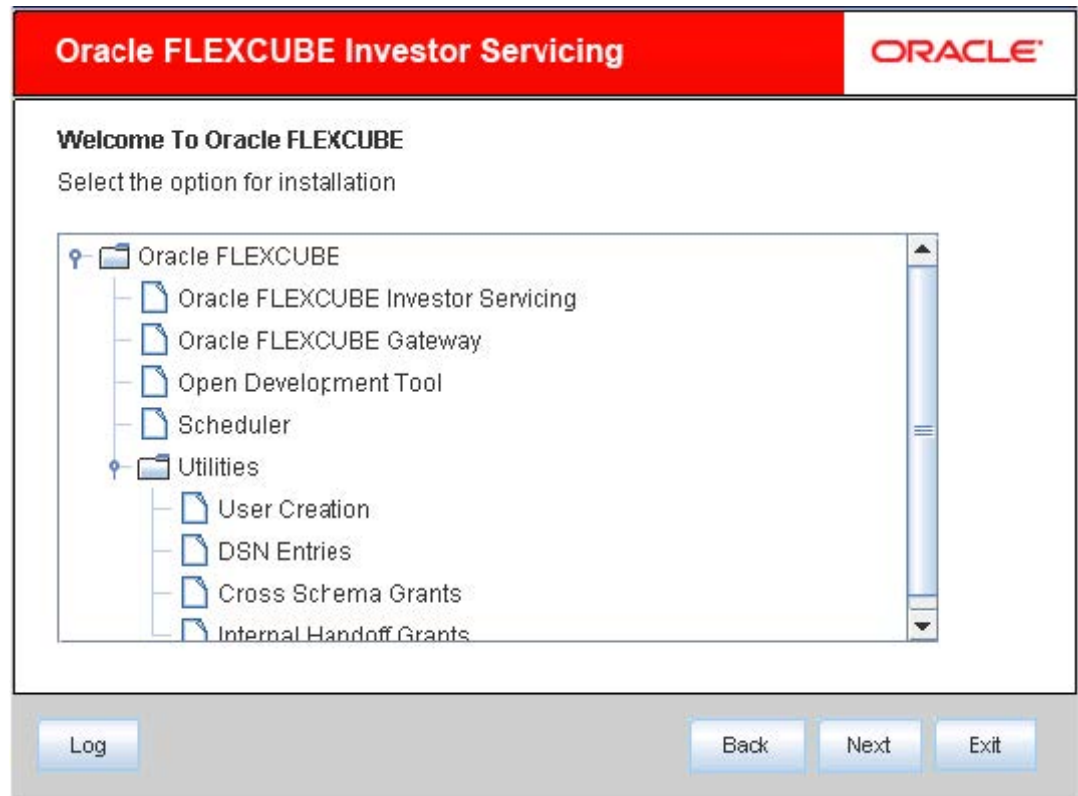 Oracle FLEXCUBE Investor Servicing
ORACLE
Welcome To Oracle FLEXCUBE
Select the option for installation
Oracle FLEXCUBE
Oracle FLEXCUBE Investor Servicing
Oracle FLEXCUBE Gateway
Open Development Tool
Scheduler
Utilities
User Creation
DSN Entries
Cross Schema Grants
Internal Handoff Grants
Log
Back
Next
Exit